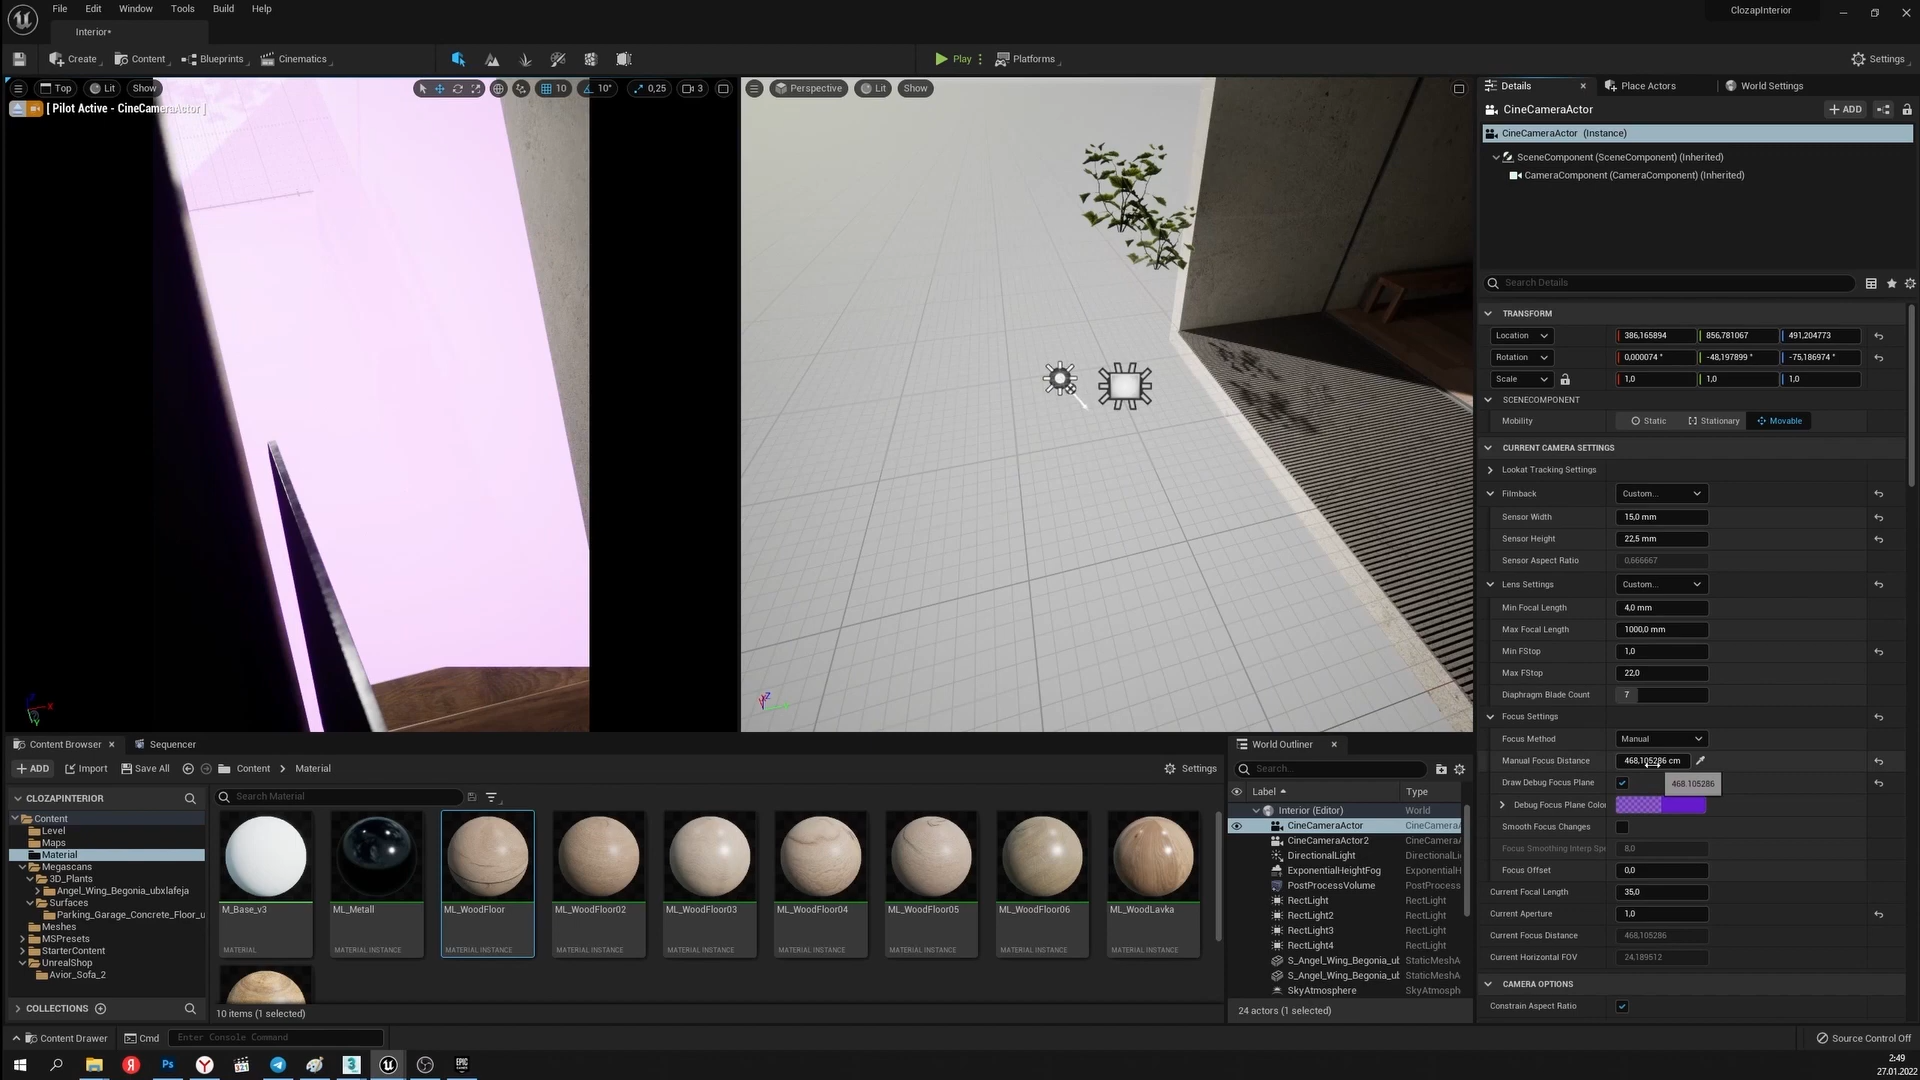 File Edit Window Tools Build Help
ClozapInterior
Interior*
Create Content Blueprints Cinematics Play Platforms Settings
Top Lit Show 10 10° 0,25 3
[ Pilot Active - CineCameraActor ]
Perspective Lit Show
X
Y
Z
Details Place Actors World Settings
CineCameraActor ADD
CineCameraActor (Instance)
SceneComponent (SceneComponent) (Inherited)
CameraComponent (CameraComponent) (Inherited)
Search Details
TRANSFORM
Location 386,165894 856,781067 491,204773
Rotation 0,000074 ° -48,197899 ° -75,186974 °
Scale 1,0 1,0 1,0
SCENECOMPONENT
Mobility Static Stationary Movable
CURRENT CAMERA SETTINGS
Lookat Tracking Settings
Filmback Custom...
Sensor Width 15,0 mm
Sensor Height 22,5 mm
Sensor Aspect Ratio 0,666667
Lens Settings Custom...
Min Focal Length 4,0 mm
Max Focal Length 1000,0 mm
Min FStop 1,0
Max FStop 22,0
Diaphragm Blade Count 7
Focus Settings
Focus Method Manual
Manual Focus Distance 468,105286 cm
Draw Debug Focus Plane 468.105286
Debug Focus Plane Color
Smooth Focus Changes
Focus Smoothing Interp Spe 8,0
Focus Offset 0,0
Current Focal Length 35,0
Current Aperture 1,0
Current Focus Distance 468,105286
Current Horizontal FOV 24,189512
CAMERA OPTIONS
Constrain Aspect Ratio
Content Browser Sequencer
ADD Import Save All Content Material Settings
CLOZAPINTERIOR
Content
Level
Maps
Material
Megascans
3D_Plants
Angel_Wing_Begonia_ubxlafeja
Surfaces
Parking_Garage_Concrete_Floor_u
Meshes
MSPresets
StarterContent
UnrealShop
Avior_Sofa_2
COLLECTIONS
Search Material
M_Base_v3 ML_Metall ML_WoodFloor ML_WoodFloor02 ML_WoodFloor03 ML_WoodFloor04 ML_WoodFloor05 ML_WoodFloor06 ML_WoodLavka
MATERIAL MATERIAL INSTANCE MATERIAL INSTANCE MATERIAL INSTANCE MATERIAL INSTANCE MATERIAL INSTANCE MATERIAL INSTANCE MATERIAL INSTANCE MATERIAL INSTANCE
10 items (1 selected)
World Outliner
Search...
Label Type
Interior (Editor) World
CineCameraActor CineCameraA
CineCameraActor2 CineCameraA
DirectionalLight DirectionalLi
ExponentialHeightFog ExponentialH
PostProcessVolume PostProcess
RectLight RectLight
RectLight2 RectLight
RectLight3 RectLight
RectLight4 RectLight
S_Angel_Wing_Begonia_ub StaticMeshA
S_Angel_Wing_Begonia_ub StaticMeshA
SkyAtmosphere SkyAtmosph
24 actors (1 selected)
Content Drawer Cmd Enter Console Command Source Control Off
2:49
27.01.2022